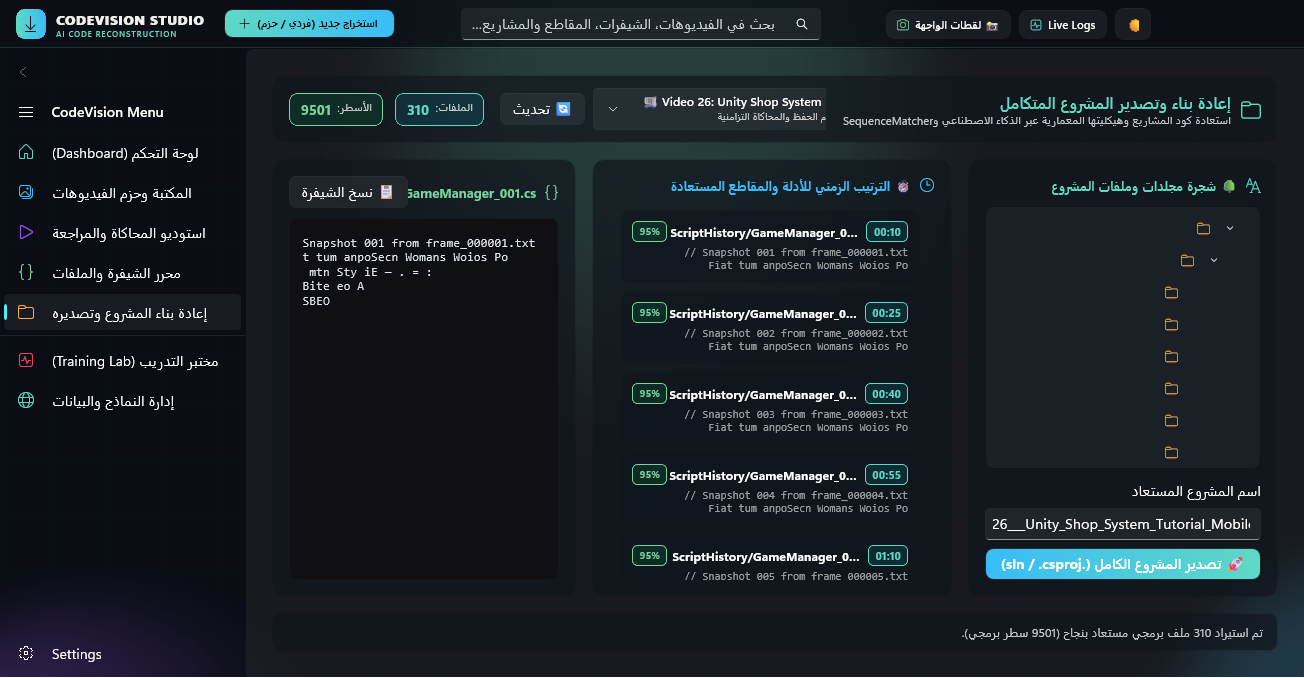 CODEVISION STUDIO
AI CODE RECONSTRUCTION
استخراج جديد (فردي / حزم)
بحث في الفيديوهات، الشيفرات، المقاطع والمشاريع...
لقطات الواجهة
Live Logs
CodeVision Menu
لوحة التحكم (Dashboard)
المكتبة وحزم الفيديوهات
استوديو المحاكاة والمراجعة
محرر الشيفرة والملفات
إعادة بناء المشروع وتصديره
مختبر التدريب (Training Lab)
إدارة النماذج والبيانات
Settings
إعادة بناء وتصدير المشروع المتكامل
استعادة كود المشاريع وهيكليتها المعمارية عبر الذكاء الاصطناعي وSequenceMatcher
Video 26: Unity Shop System
م الحفظ والمحاكاة التزامنية
تحديث
الملفات: 310
الأسطر: 9501
شجرة مجلدات وملفات المشروع
اسم المشروع المستعاد
26___Unity_Shop_System_Tutorial_Mobile
تصدير المشروع الكامل (.sln / .csproj)
الترتيب الزمني للأدلة والمقاطع المستعادة
95% ScriptHistory/GameManager_0... 00:10
// Snapshot 001 from frame_000001.txt
Fiat tum anpoSecn Womans Woios Po
95% ScriptHistory/GameManager_0... 00:25
// Snapshot 002 from frame_000002.txt
Fiat tum anpoSecn Womans Woios Po
95% ScriptHistory/GameManager_0... 00:40
// Snapshot 003 from frame_000003.txt
Fiat tum anpoSecn Womans Woios Po
95% ScriptHistory/GameManager_0... 00:55
// Snapshot 004 from frame_000004.txt
Fiat tum anpoSecn Womans Woios Po
95% ScriptHistory/GameManager_0... 01:10
// Snapshot 005 from frame_000005.txt
GameManager_001.cs
نسخ الشيفرة
Snapshot 001 from frame_000001.txt
t tum anpoSecn Womans Woios Po
mtn Sty iE — . = :
Bite eo A
SBEO
تم استيراد 310 ملف برمجي مستعاد بنجاح (9501 سطر برمجي).